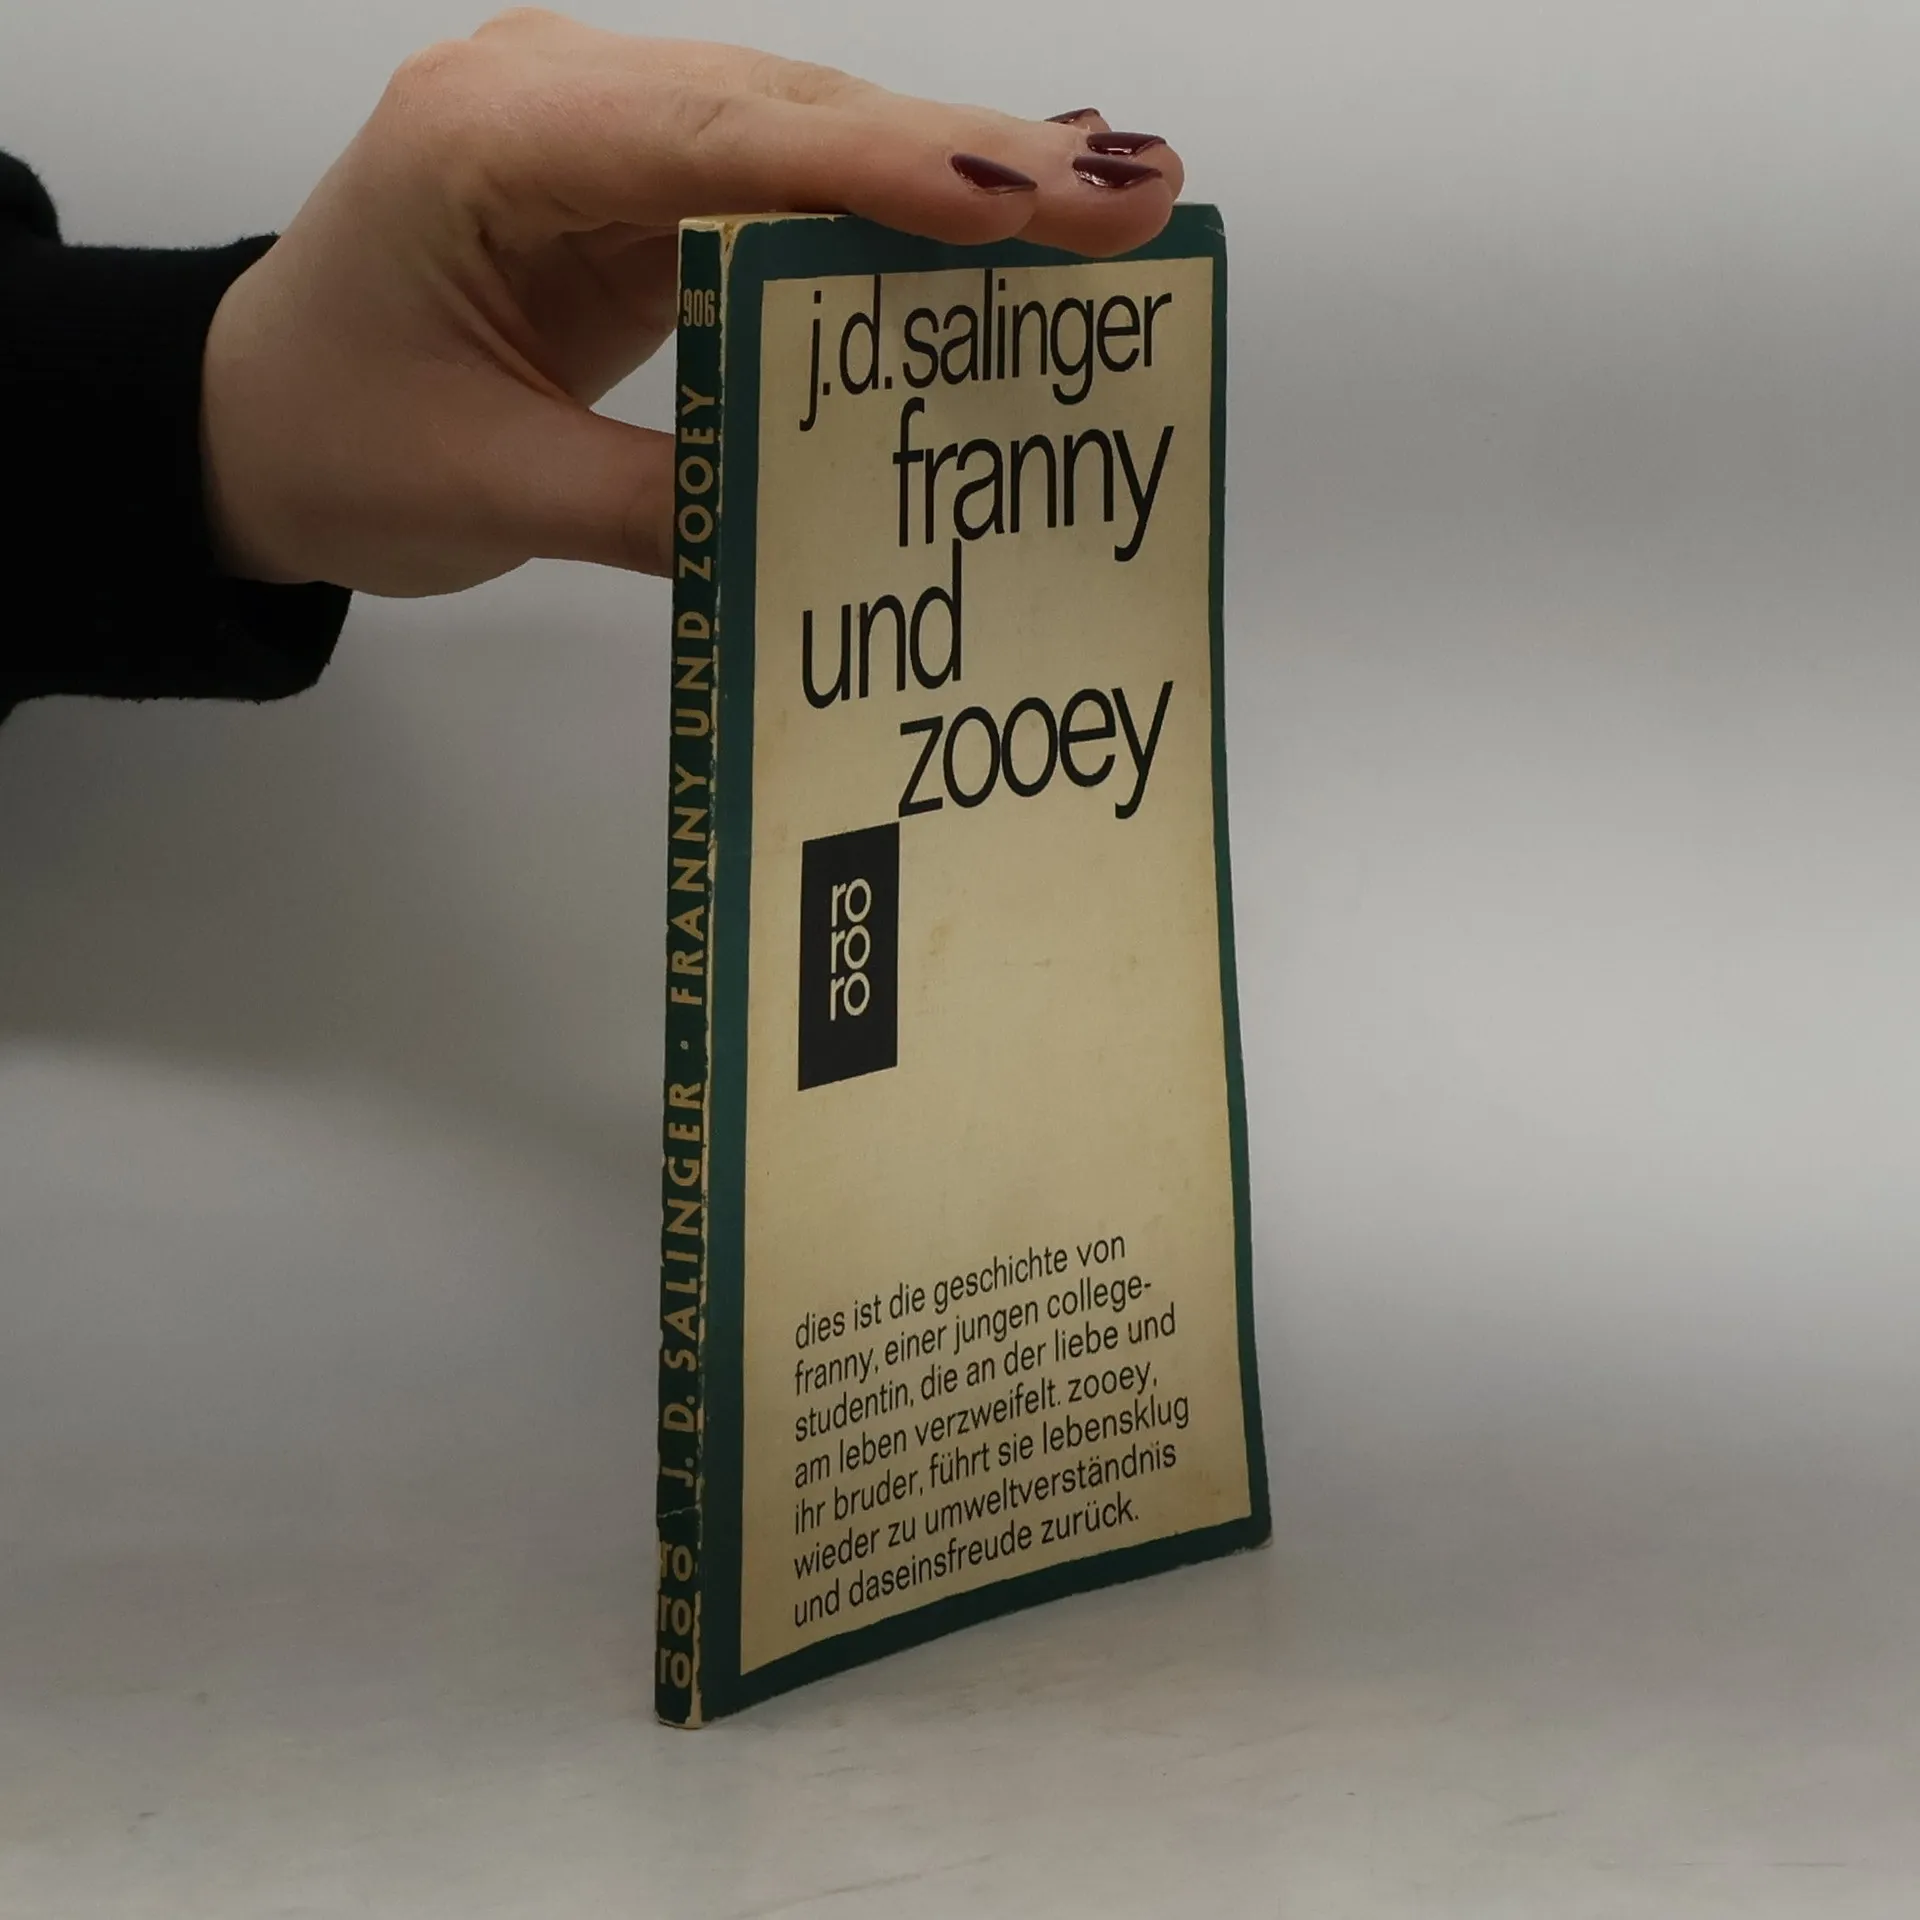 906
J. D. SALINGER · FRANNY UND ZOOEY
ro
ro
ro
j.d.salinger
franny
und
zooey
ro
ro
ro
dies ist die geschichte von
franny, einer jungen college-
studentin, die an der liebe und
am leben verzweifelt. zooey,
ihr bruder, führt sie lebensklug
wieder zu umweltverständnis
und daseinsfreude zurück.